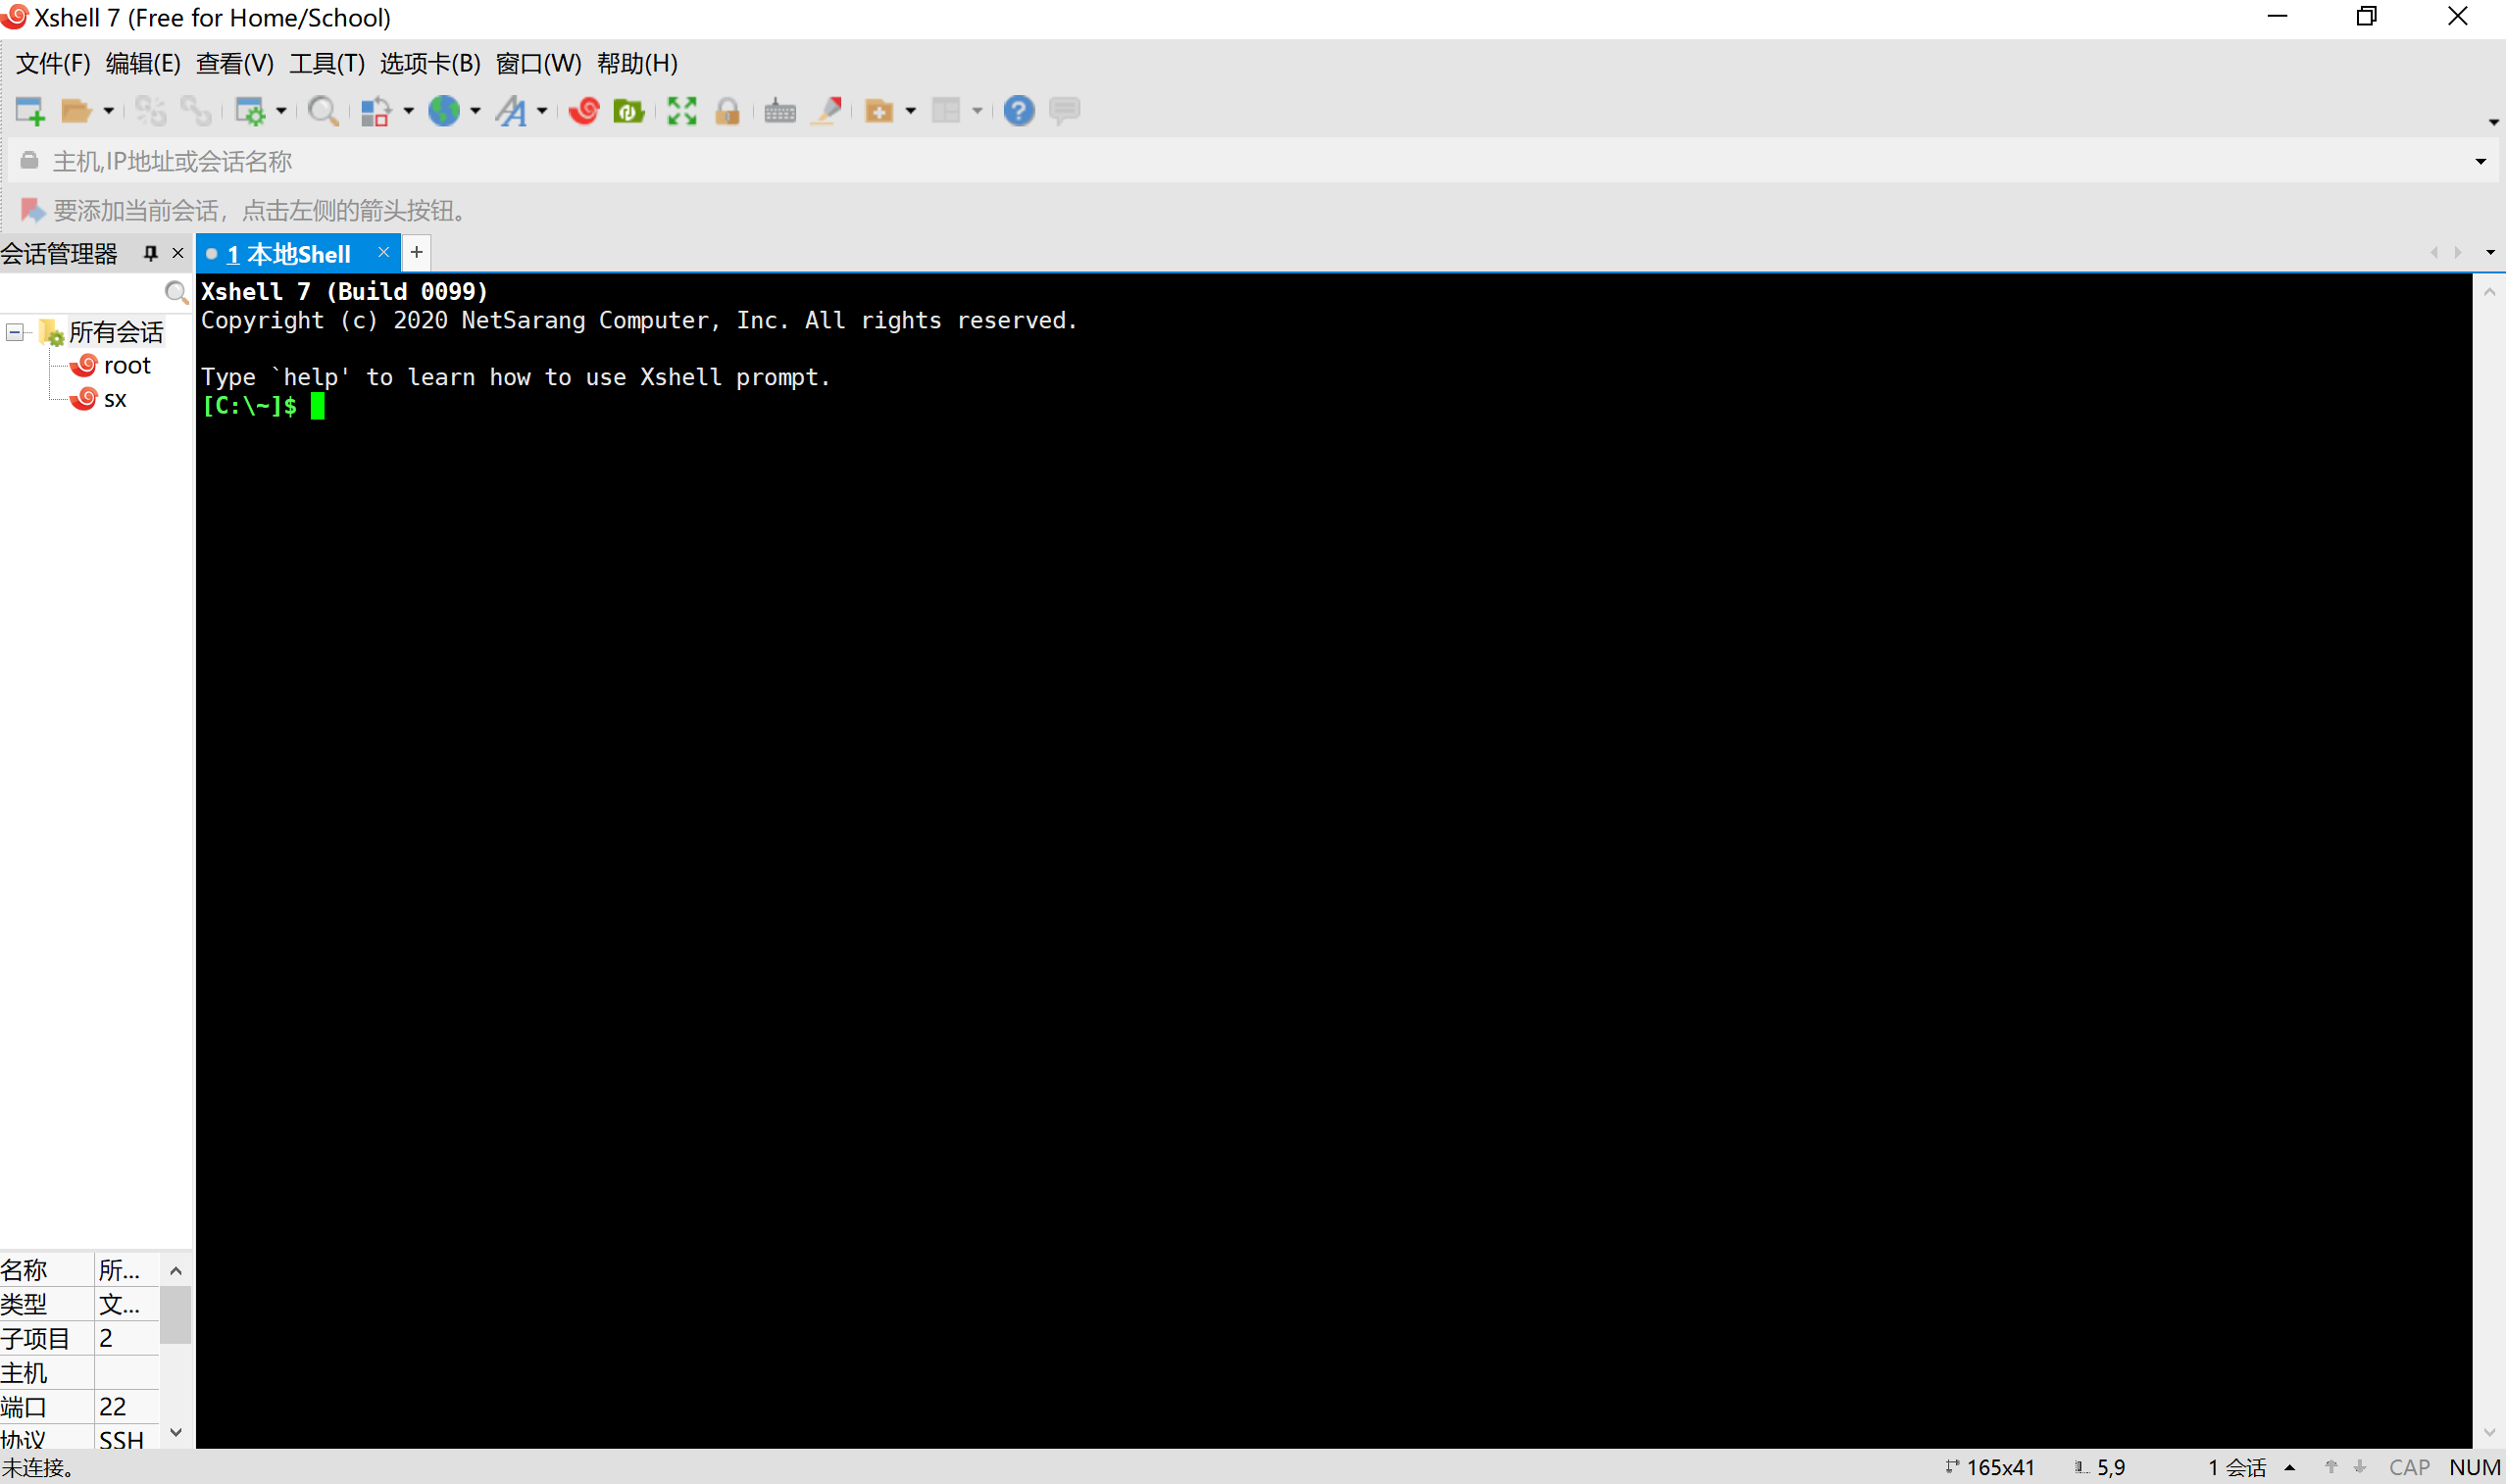 Xshell 7 (Free for Home/School)
文件(F) 编辑(E) 查看(V) 工具(T) 选项卡(B) 窗口(W) 帮助(H)
主机,IP地址或会话名称
要添加当前会话，点击左侧的箭头按钮。
会话管理器
1 本地Shell
+
所有会话
root
sx
Xshell 7 (Build 0099)
Copyright (c) 2020 NetSarang Computer, Inc. All rights reserved.
Type `help' to learn how to use Xshell prompt.
[C:\~]$
名称 所...
类型 文...
子项目 2
主机
端口 22
协议 SSH
未连接。 165x41 5,9 1 会话 CAP NUM